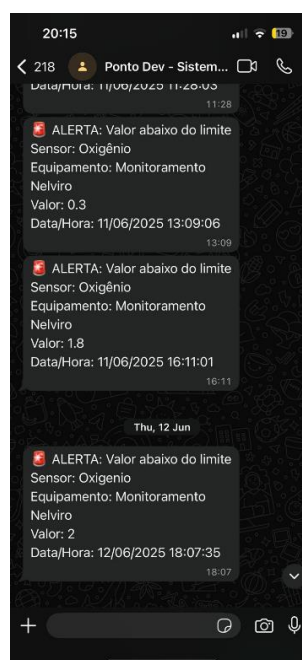 20:15
19
218
Ponto Dev - Sistem...
Data/Hora: 11/06/2025 11:28:03
11:28
ALERTA: Valor abaixo do limite
Sensor: Oxigênio
Equipamento: Monitoramento
Nelviro
Valor: 0.3
Data/Hora: 11/06/2025 13:09:06
13:09
ALERTA: Valor abaixo do limite
Sensor: Oxigênio
Equipamento: Monitoramento
Nelviro
Valor: 1.8
Data/Hora: 11/06/2025 16:11:01
16:11
Thu, 12 Jun
ALERTA: Valor abaixo do limite
Sensor: Oxigenio
Equipamento: Monitoramento
Nelviro
Valor: 2
Data/Hora: 12/06/2025 18:07:35
18:07